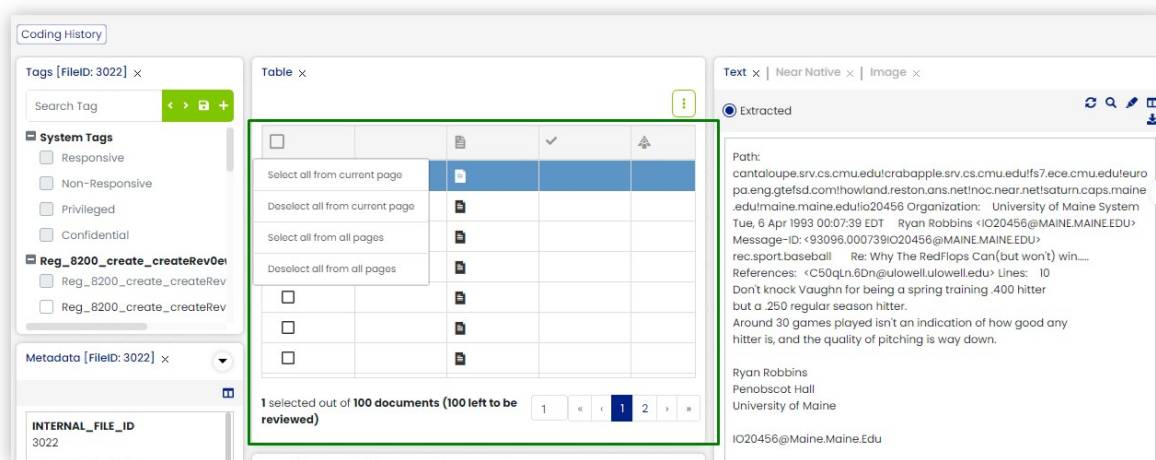 Coding History
Tags [FileID: 3022] ×
Search Tag
System Tags
Responsive
Non-Responsive
Privileged
Confidential
Reg_8200_create_createRev0e
Reg_8200_create_createRev
Reg_8200_create_createRev
Metadata [FileID: 3022] ×
INTERNAL_FILE_ID
3022
Table ×
Select all from current page
Deselect all from current page
Select all from all pages
Deselect all from all pages
1 selected out of 100 documents (100 left to be
reviewed)
1 « ‹ 1 2 › »
Text × | Near Native × | Image ×
Extracted
Path:
cantaloupe.srv.cs.cmu.edu!crabapple.srv.cs.cmu.edu!fs7.ece.cmu.edu!euro
pa.eng.gtefsd.com!howland.reston.ans.net!noc.near.net!saturn.caps.maine
.edu!maine.maine.edu!io20456 Organization: University of Maine System
Tue, 6 Apr 1993 00:07:39 EDT Ryan Robbins <IO20456@MAINE.MAINE.EDU>
Message-ID: <93096.000739IO20456@MAINE.MAINE.EDU>
rec.sport.baseball Re: Why The RedFlops Can(but won't) win.....
References: <C50qLn.6Dn@ulowell.ulowell.edu> Lines: 10
Don't knock Vaughn for being a spring training .400 hitter
but a .250 regular season hitter.
Around 30 games played isn't an indication of how good any
hitter is, and the quality of pitching is way down.
Ryan Robbins
Penobscot Hall
University of Maine
IO20456@Maine.Maine.Edu